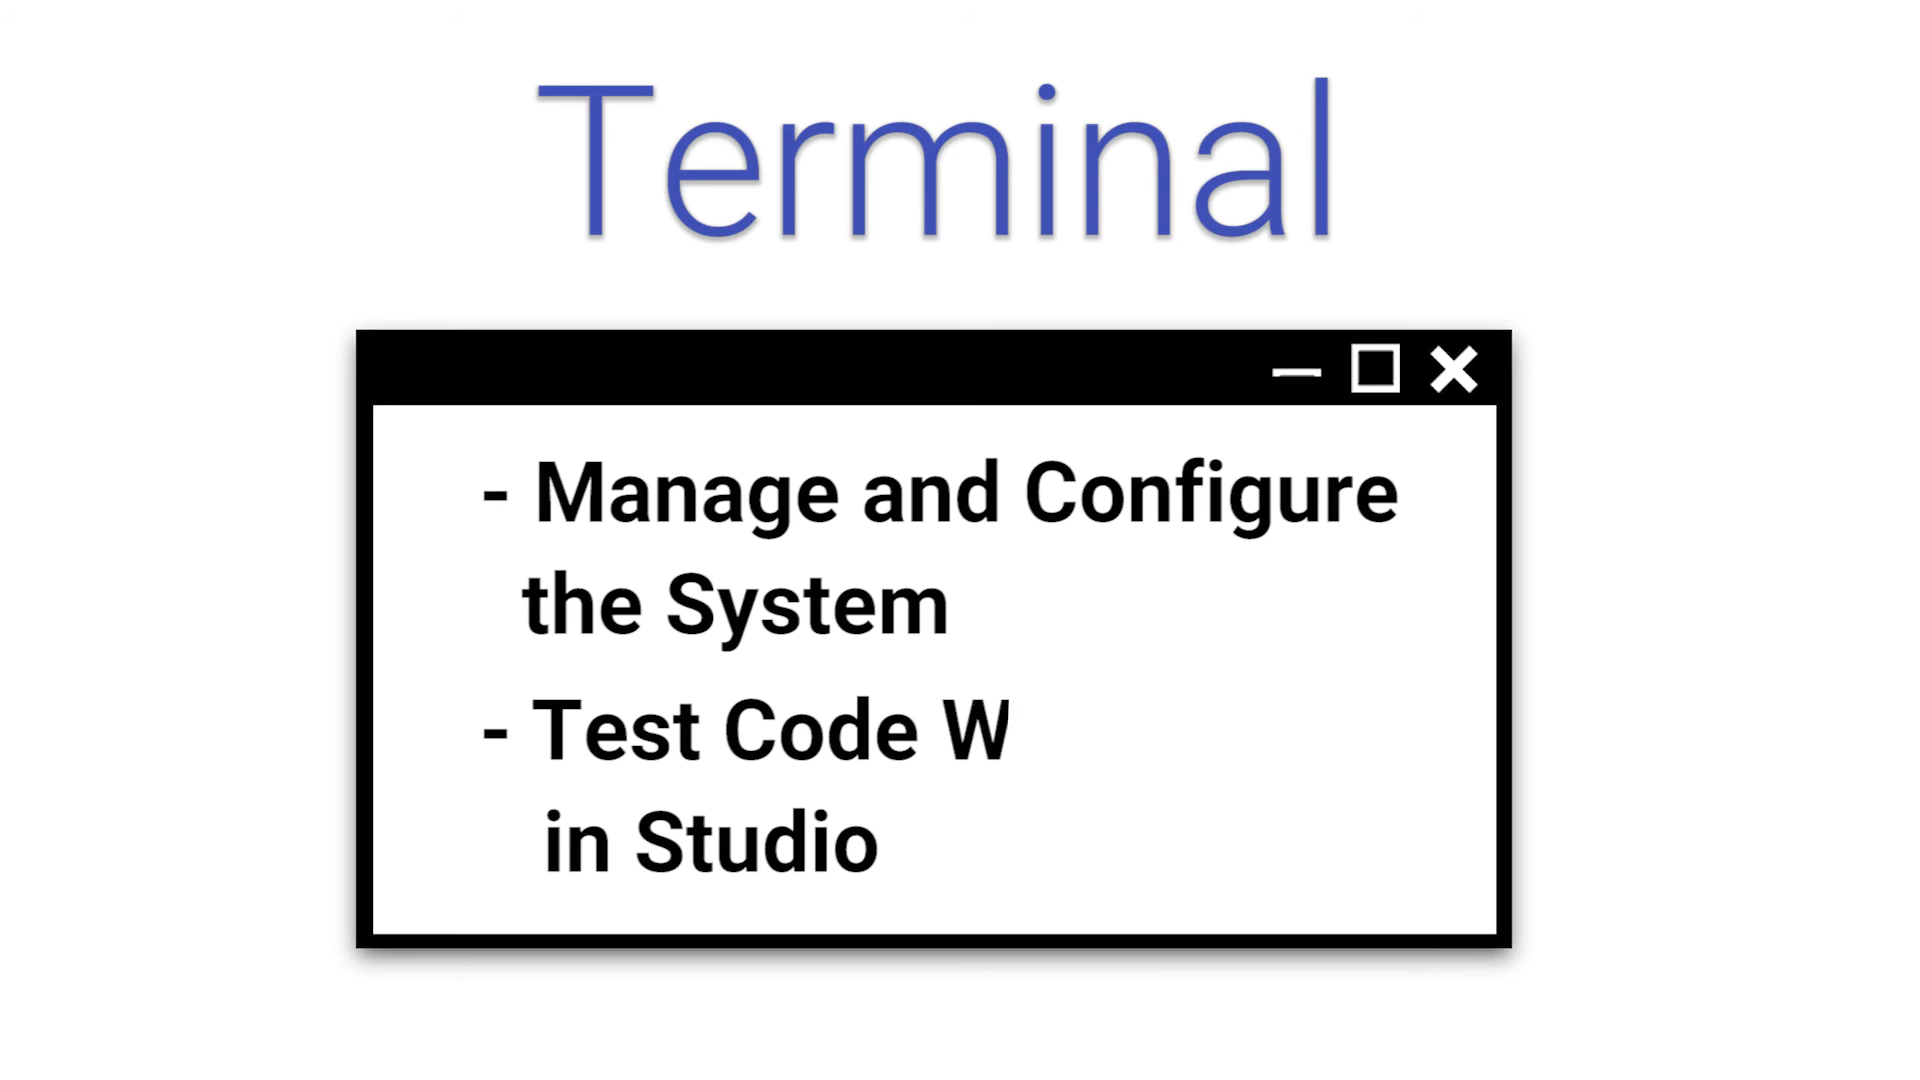 Terminal
- Manage and Configure
the System
- Test Code W
in Studio